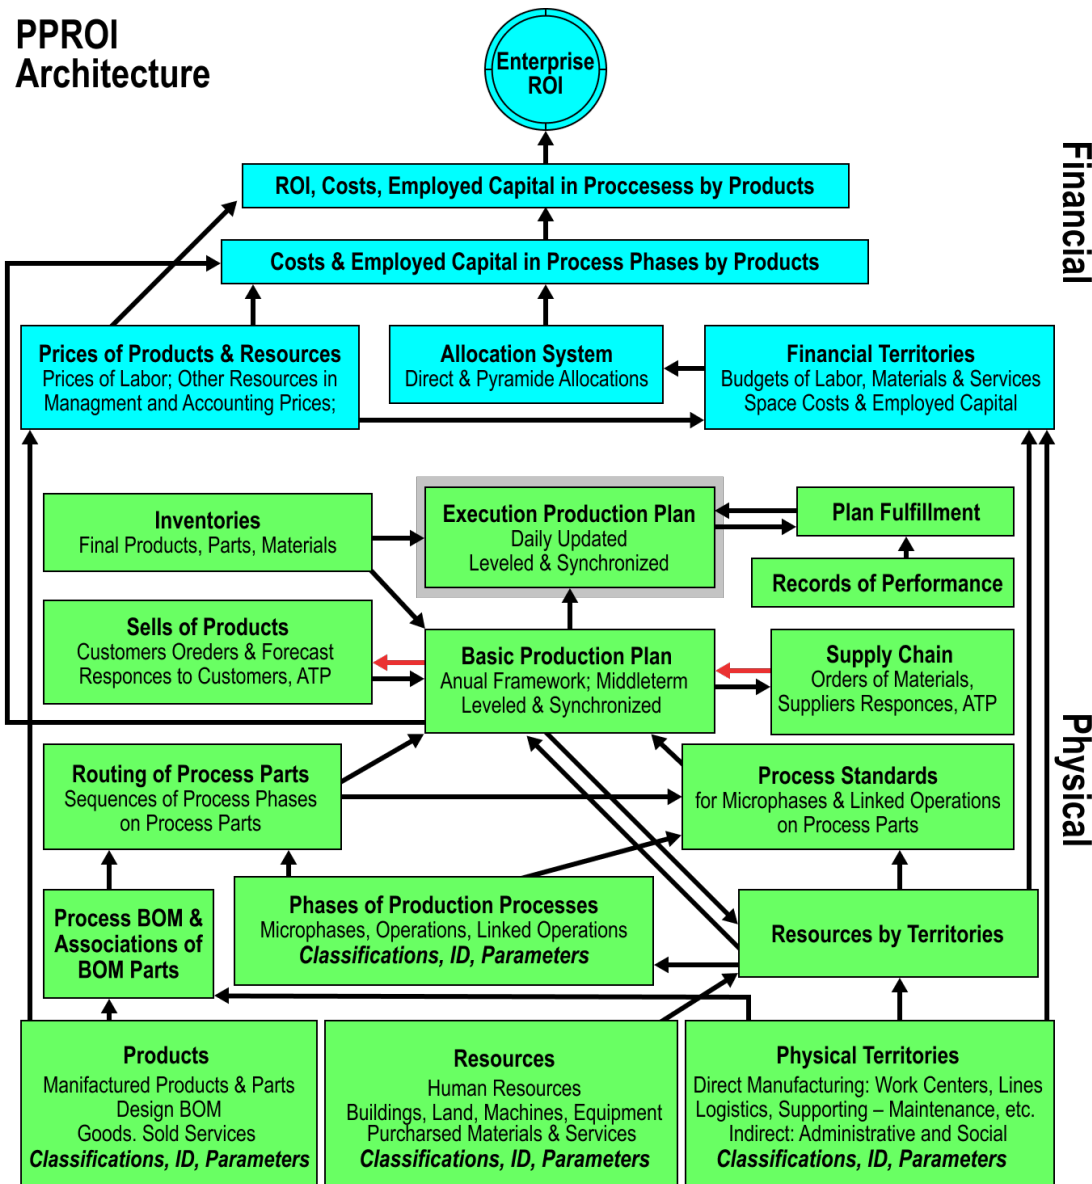 PPROI
Architecture
Enterprise
ROI
Financial
ROI, Costs, Employed Capital in Proccesess by Products
Costs & Employed Capital in Process Phases by Products
Prices of Products & Resources
Prices of Labor; Other Resources in
Managment and Accounting Prices;
Allocation System
Direct & Pyramide Allocations
Financial Territories
Budgets of Labor, Materials & Services
Space Costs & Employed Capital
Inventories
Final Products, Parts, Materials
Execution Production Plan
Daily Updated
Leveled & Synchronized
Plan Fulfillment
Records of Performance
Sells of Products
Customers Oreders & Forecast
Responces to Customers, ATP
Basic Production Plan
Anual Framework; Middleterm
Leveled & Synchronized
Supply Chain
Orders of Materials,
Suppliers Responces, ATP
Physical
Routing of Process Parts
Sequences of Process Phases
on Process Parts
Process Standards
for Microphases & Linked Operations
on Process Parts
Process BOM &
Associations of
BOM Parts
Phases of Production Processes
Microphases, Operations, Linked Operations
Classifications, ID, Parameters
Resources by Territories
Products
Manifactured Products & Parts
Design BOM
Goods. Sold Services
Classifications, ID, Parameters
Resources
Human Resources
Buildings, Land, Machines, Equipment
Purcharsed Materials & Services
Classifications, ID, Parameters
Physical Territories
Direct Manufacturing: Work Centers, Lines
Logistics, Supporting – Maintenance, etc.
Indirect: Administrative and Social
Classifications, ID, Parameters